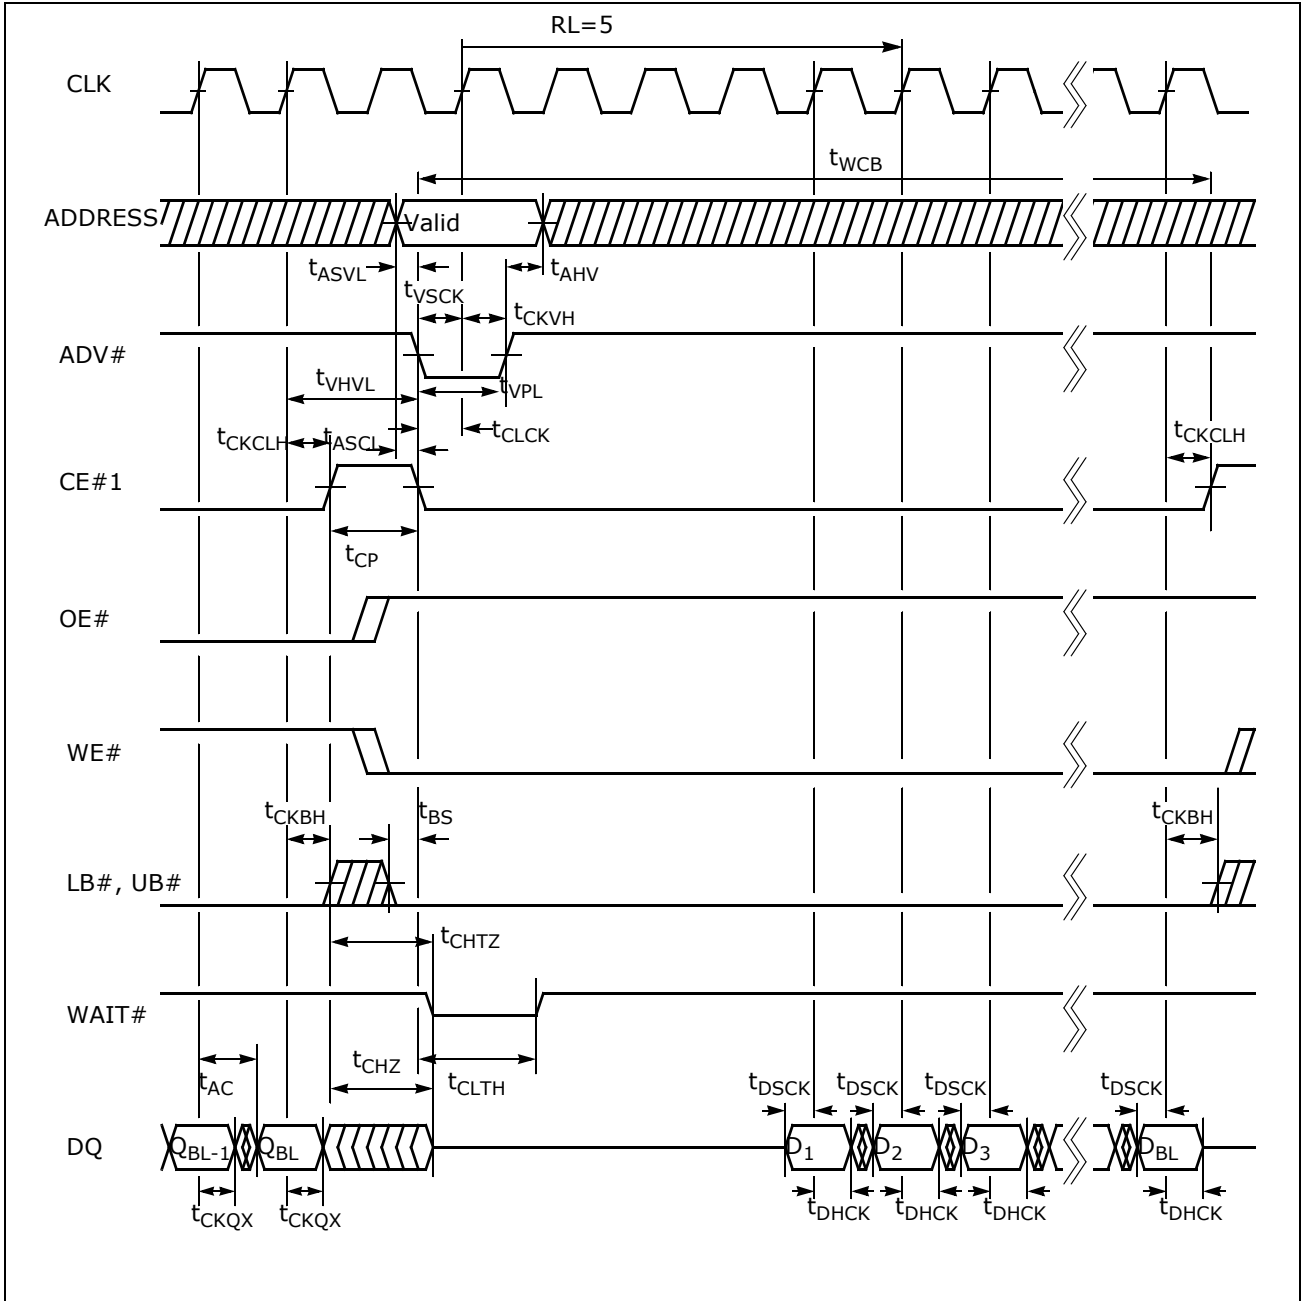 RL=5
CLK
tWCB
ADDRESS
Valid
tASVL
tAHV
tVSCK
tCKVH
ADV#
tVHVL
tVPL
tCKCLH
tASCL
tCLCK
tCKCLH
CE#1
tCP
OE#
WE#
tCKBH
tBS
tCKBH
LB#, UB#
tCHTZ
WAIT#
tAC
tCHZ
tCLTH
tDSCK
tDSCK
tDSCK
tDSCK
DQ
QBL-1
QBL
D1
D2
D3
DBL
tCKQX
tCKQX
tDHCK
tDHCK
tDHCK
tDHCK